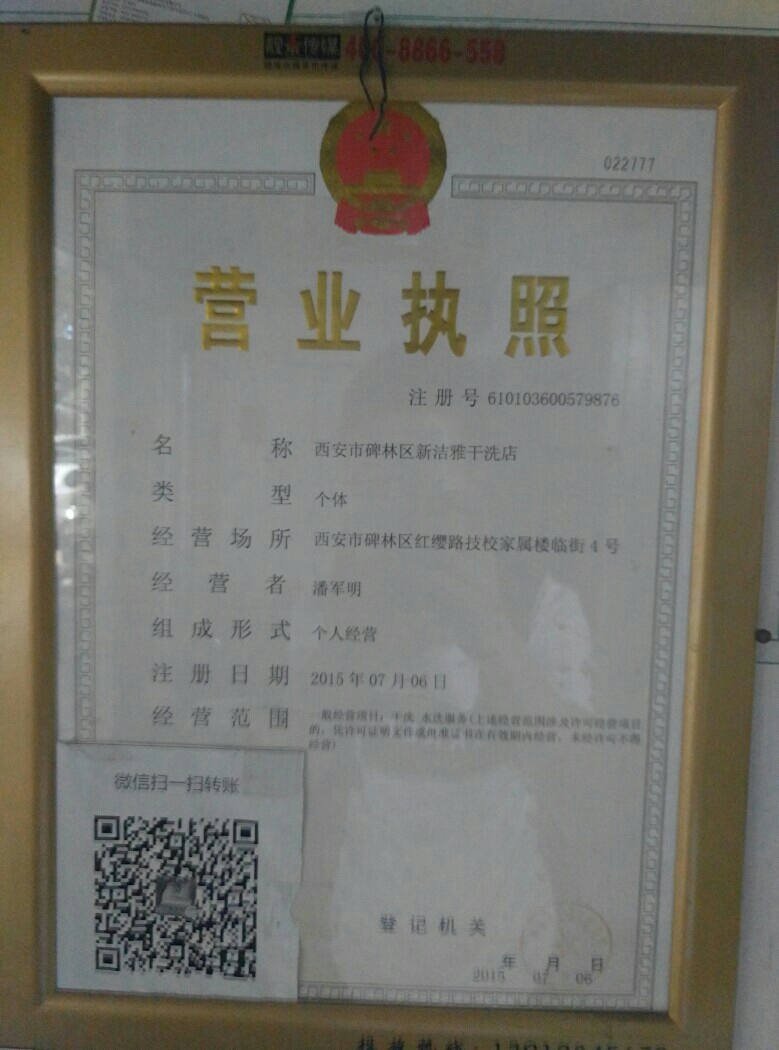 022777
营业执照
注册号 610103600579876
名称 西安市碑林区新洁雅干洗店
类型 个体
经营场所 西安市碑林区红缨路技校家属楼临街4号
经营者 潘军明
组成形式 个人经营
注册日期 2015年07月06日
经营范围 一般经营项目：干洗 水洗服务(上述经营范围涉及许可经营项目
的，凭许可证明文件或批准证书在有效期内经营，未经许可不得
经营)
微信扫一扫转账
登记机关
年 月 日
2015 07 06